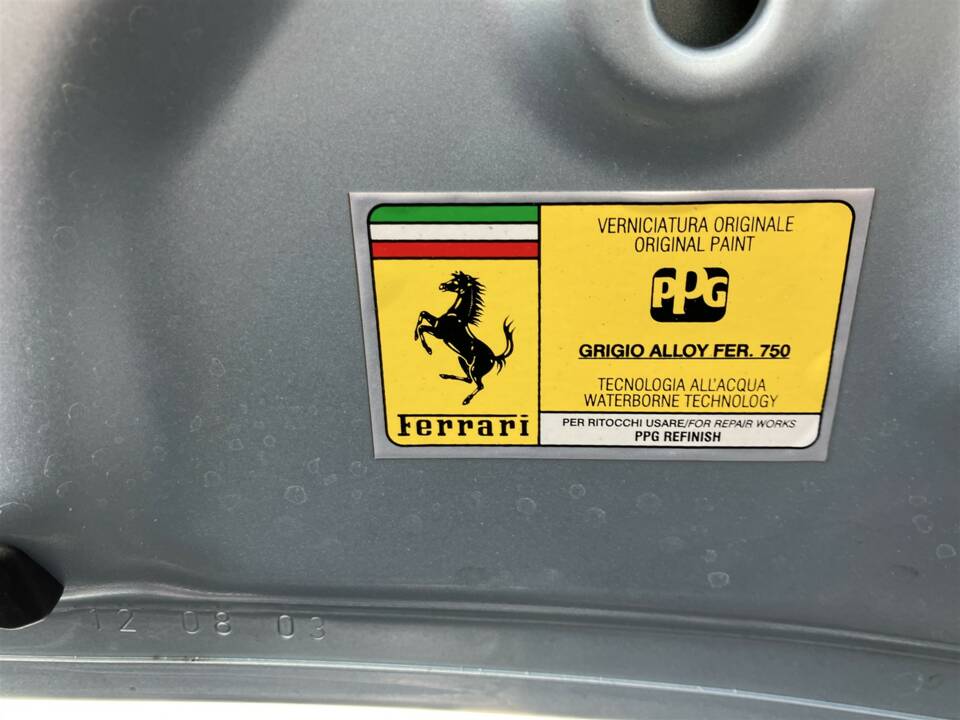 VERNICIATURA ORIGINALE
ORIGINAL PAINT
PPG
GRIGIO ALLOY FER. 750
TECNOLOGIA ALL'ACQUA
WATERBORNE TECHNOLOGY
Ferrari
PER RITOCCHI USARE/FOR REPAIR WORKS
PPG REFINISH
12 08 03